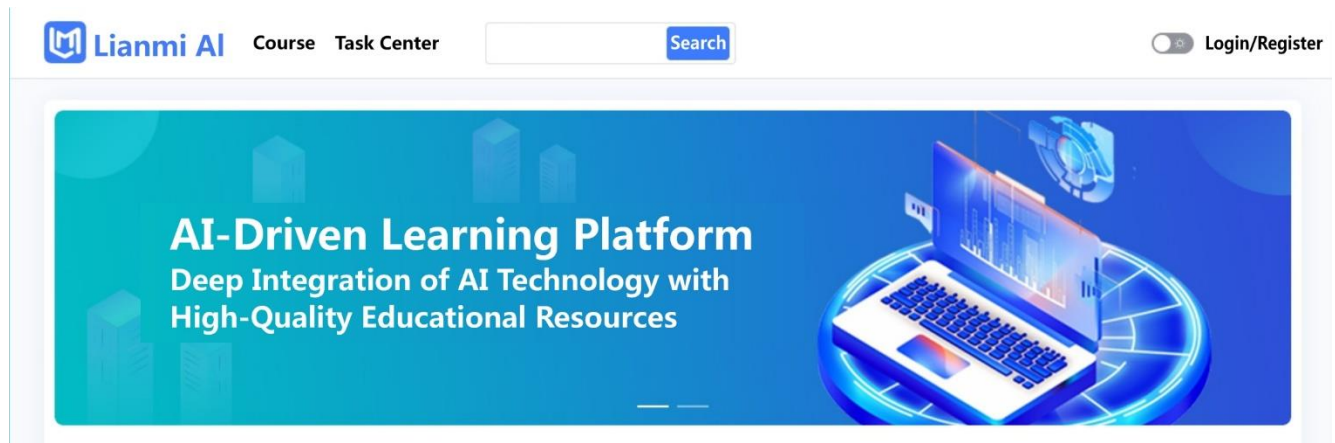 Lianmi AI
Course
Task Center
Search
Login/Register
AI-Driven Learning Platform
Deep Integration of AI Technology with
High-Quality Educational Resources